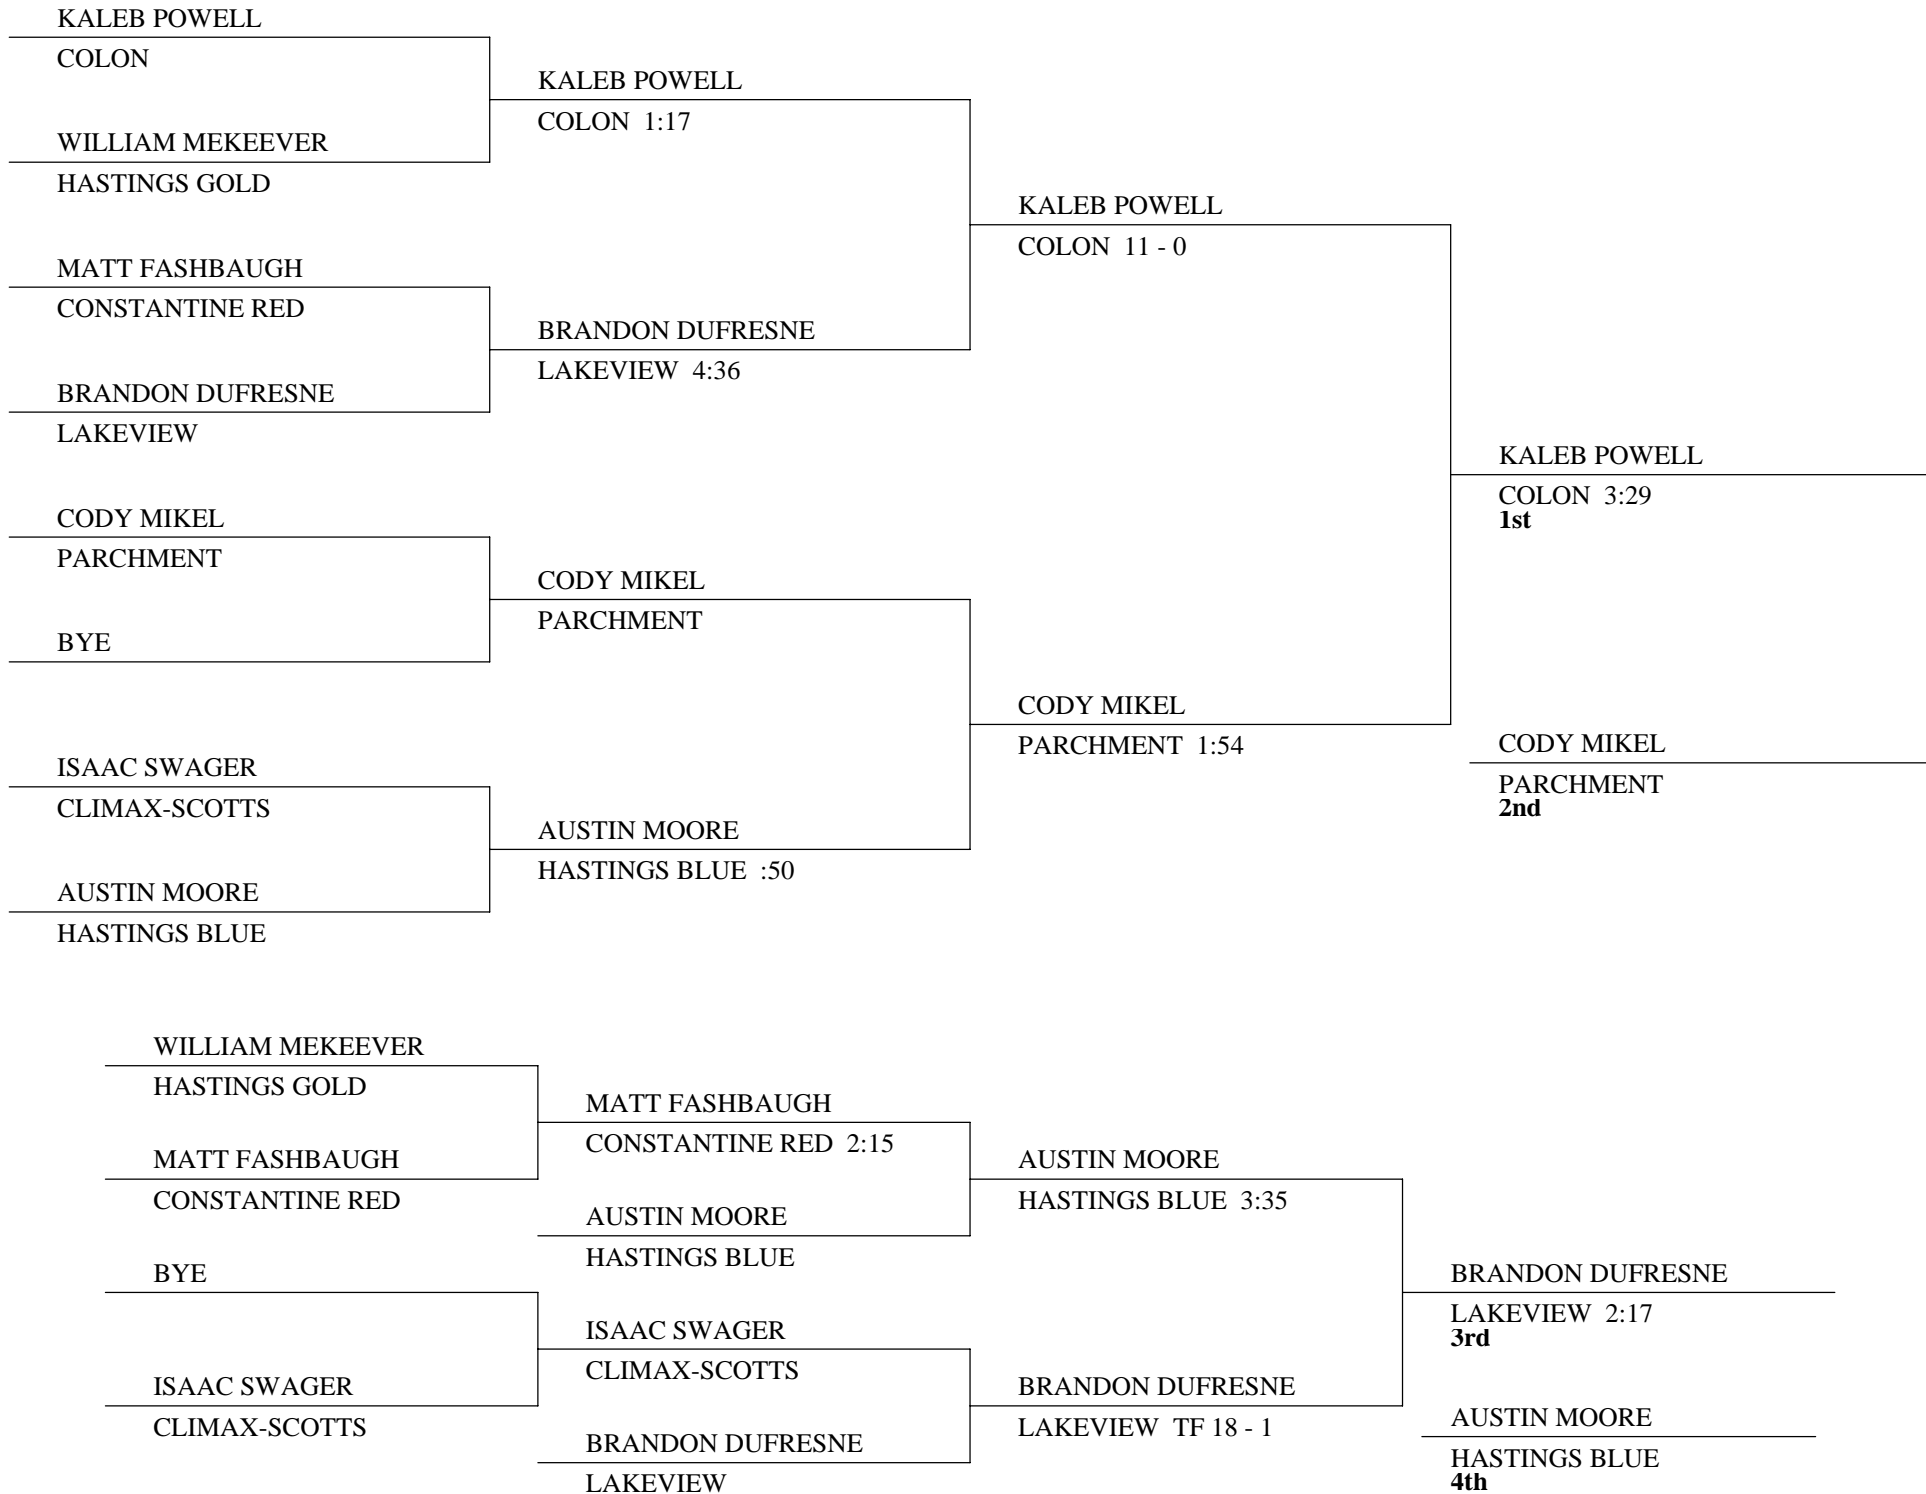 KALEB POWELL
COLON
WILLIAM MEKEEVER
HASTINGS GOLD
MATT FASHBAUGH
CONSTANTINE RED
BRANDON DUFRESNE
LAKEVIEW
CODY MIKEL
PARCHMENT
BYE
ISAAC SWAGER
CLIMAX-SCOTTS
AUSTIN MOORE
HASTINGS BLUE
KALEB POWELL
COLON 1:17
BRANDON DUFRESNE
LAKEVIEW 4:36
CODY MIKEL
PARCHMENT
AUSTIN MOORE
HASTINGS BLUE :50
KALEB POWELL
COLON 11 - 0
CODY MIKEL
PARCHMENT 1:54
KALEB POWELL
COLON 3:29
1st
CODY MIKEL
PARCHMENT
2nd
WILLIAM MEKEEVER
HASTINGS GOLD
MATT FASHBAUGH
CONSTANTINE RED
BYE
ISAAC SWAGER
CLIMAX-SCOTTS
MATT FASHBAUGH
CONSTANTINE RED 2:15
AUSTIN MOORE
HASTINGS BLUE
ISAAC SWAGER
CLIMAX-SCOTTS
BRANDON DUFRESNE
LAKEVIEW
AUSTIN MOORE
HASTINGS BLUE 3:35
BRANDON DUFRESNE
LAKEVIEW TF 18 - 1
BRANDON DUFRESNE
LAKEVIEW 2:17
3rd
AUSTIN MOORE
HASTINGS BLUE
4th